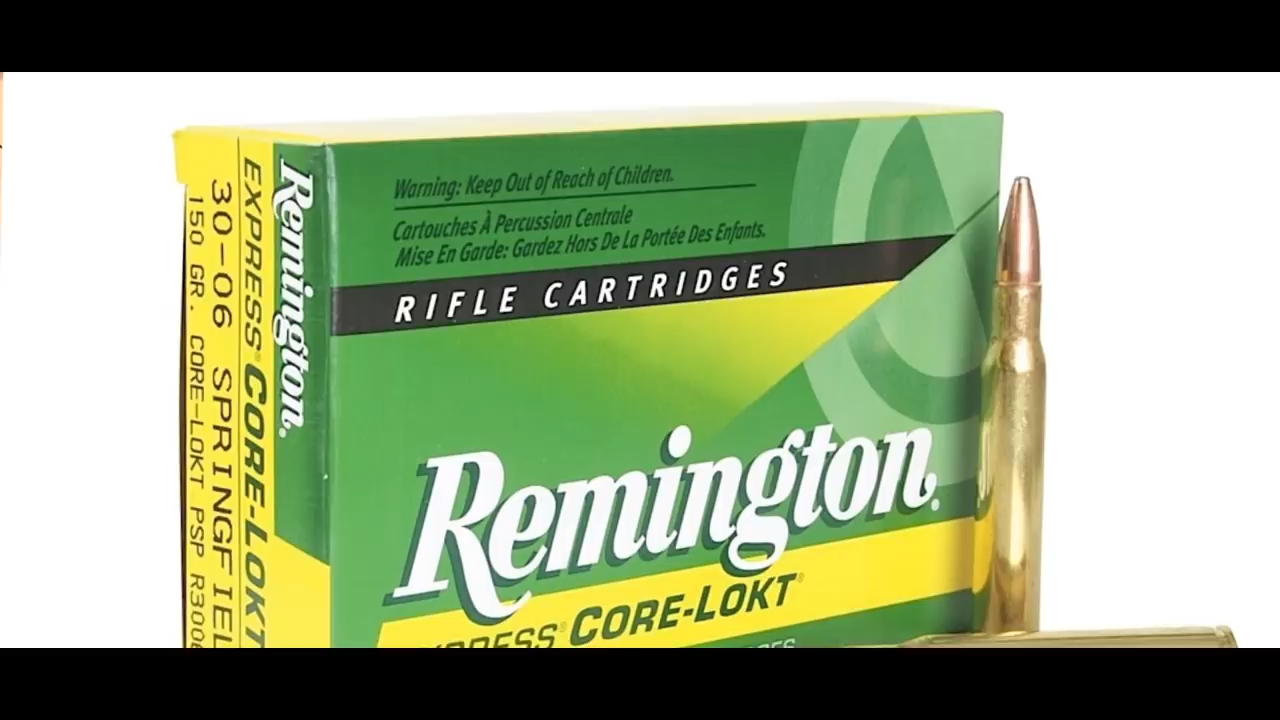 Warning: Keep Out of Reach of Children.
Cartouches À Percussion Centrale
Mise En Garde: Gardez Hors De La Portée Des Enfants.
RIFLE CARTRIDGES
Remington®
CORE-LOKT®
Remington®
EXPRESS® CORE-LOKT
30-06 SPRINGFIEL
150 GR. CORE-LOKT PSP